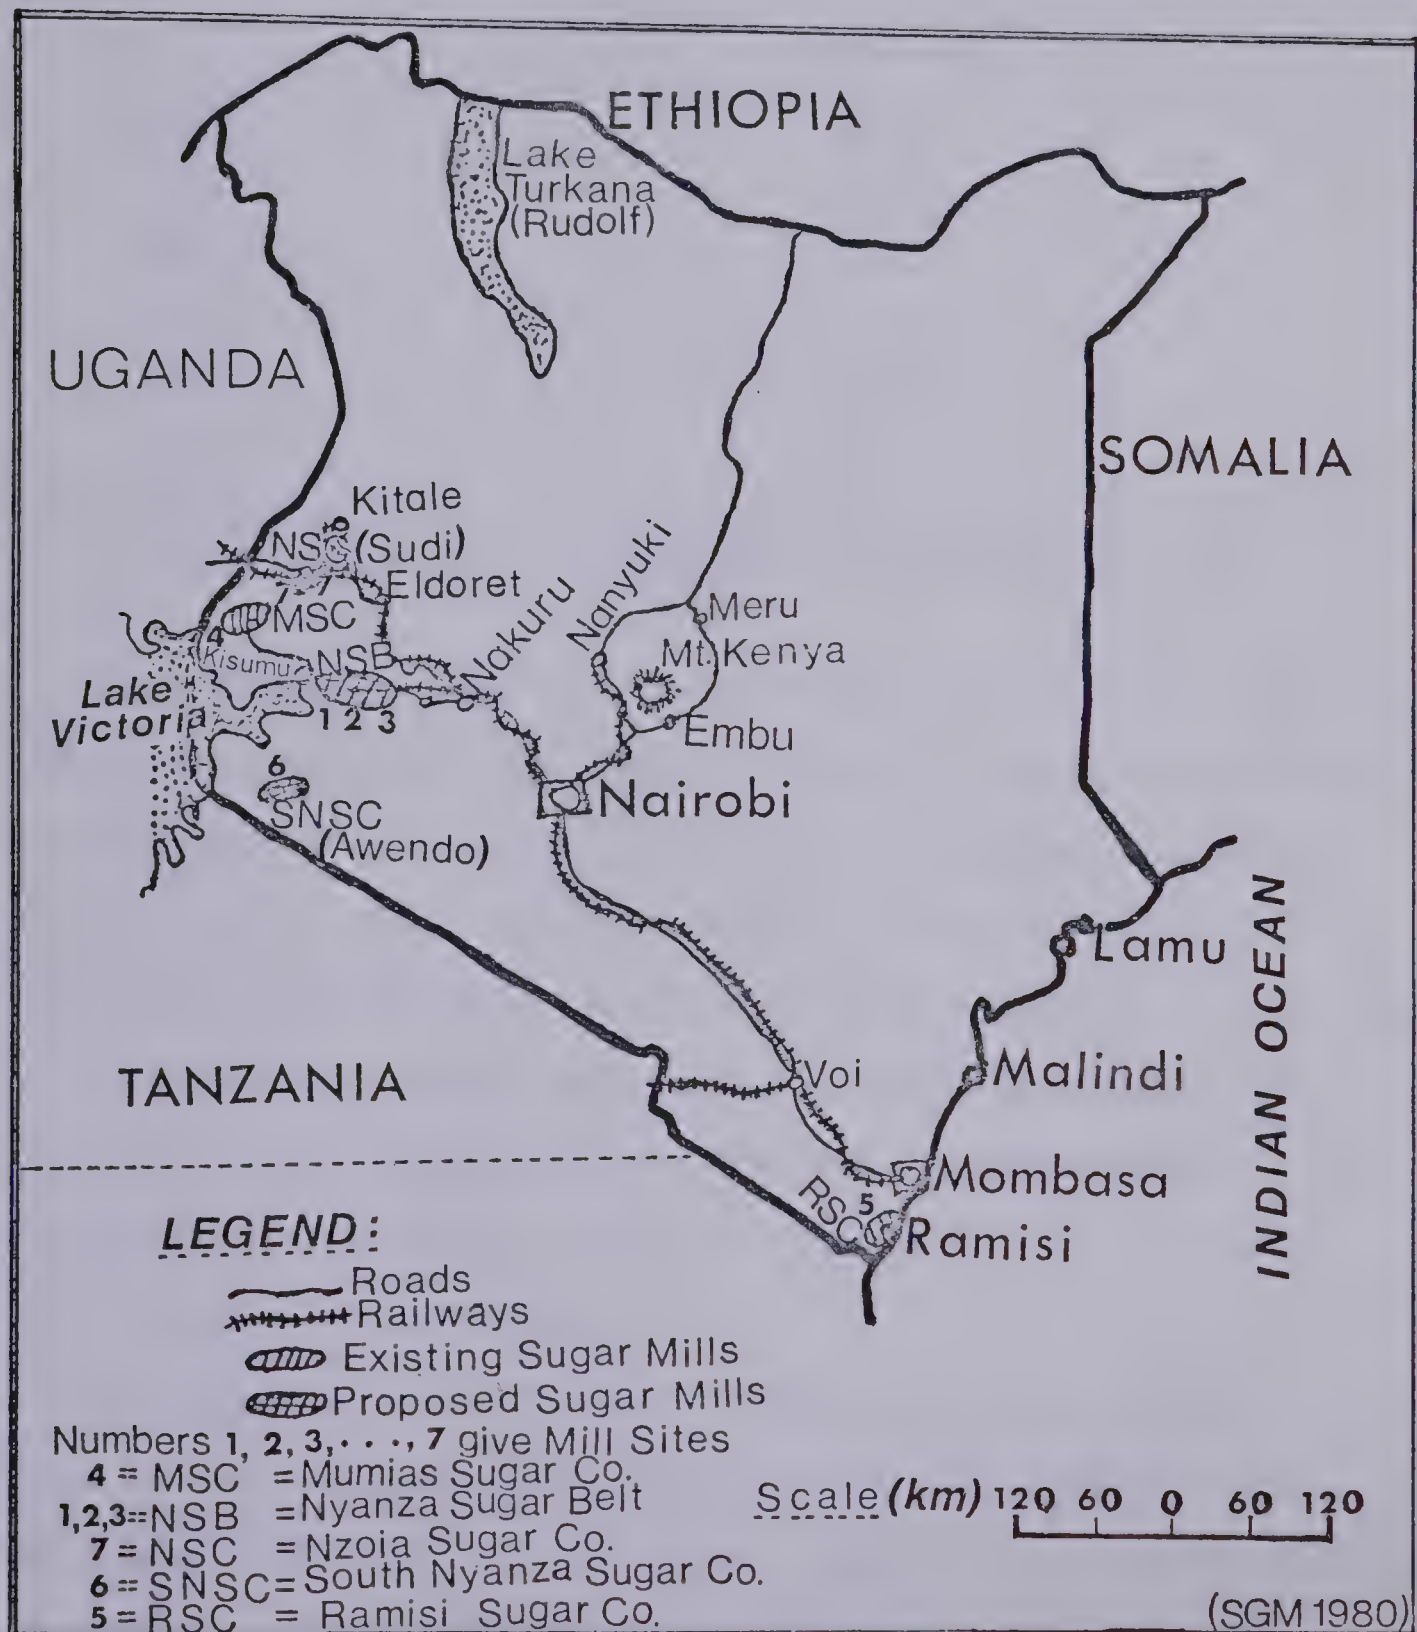 ETHIOPIA
Lake
Turkana
(Rudolf)
UGANDA
SOMALIA
Kitale
NSC (Sudi)
Eldoret
7
MSC
4
Kisumu
NSB
Nakuru
Nanyuki
Meru
Mt. Kenya
Lake
Victoria
1 2 3
Embu
6
SNSC
(Awendo)
Nairobi
Lamu
INDIAN OCEAN
Voi
Malindi
TANZANIA
Mombasa
RSC
5
Ramisi
LEGEND:
Roads
Railways
Existing Sugar Mills
Proposed Sugar Mills
Numbers 1, 2, 3, . . ., 7 give Mill Sites
4 = MSC = Mumias Sugar Co.
1,2,3 = NSB = Nyanza Sugar Belt
7 = NSC = Nzoia Sugar Co.
6 = SNSC = South Nyanza Sugar Co.
5 = RSC = Ramisi Sugar Co.
Scale (km) 120 60 0 60 120
(SGM 1980)